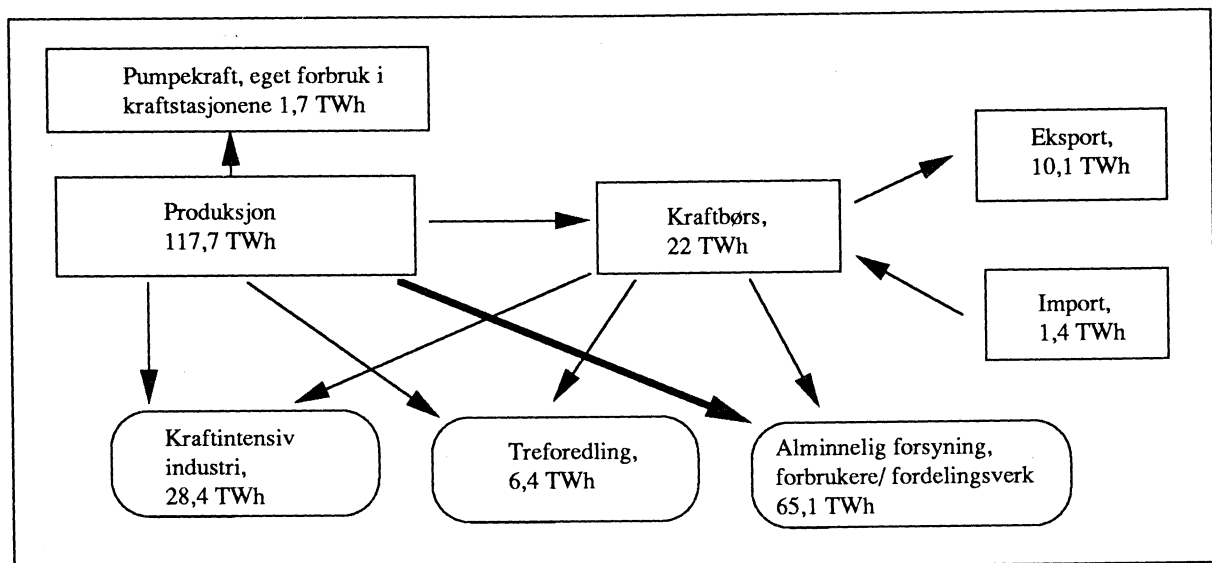 Pumpekraft, eget forbruk i
kraftstasjonene 1,7 TWh
Produksjon
117,7 TWh
Kraftbørs,
22 TWh
Eksport,
10,1 TWh
Import,
1,4 TWh
Kraftintensiv
industri,
28,4 TWh
Treforedling,
6,4 TWh
Alminnelig forsyning,
forbrukere/ fordelingsverk
65,1 TWh